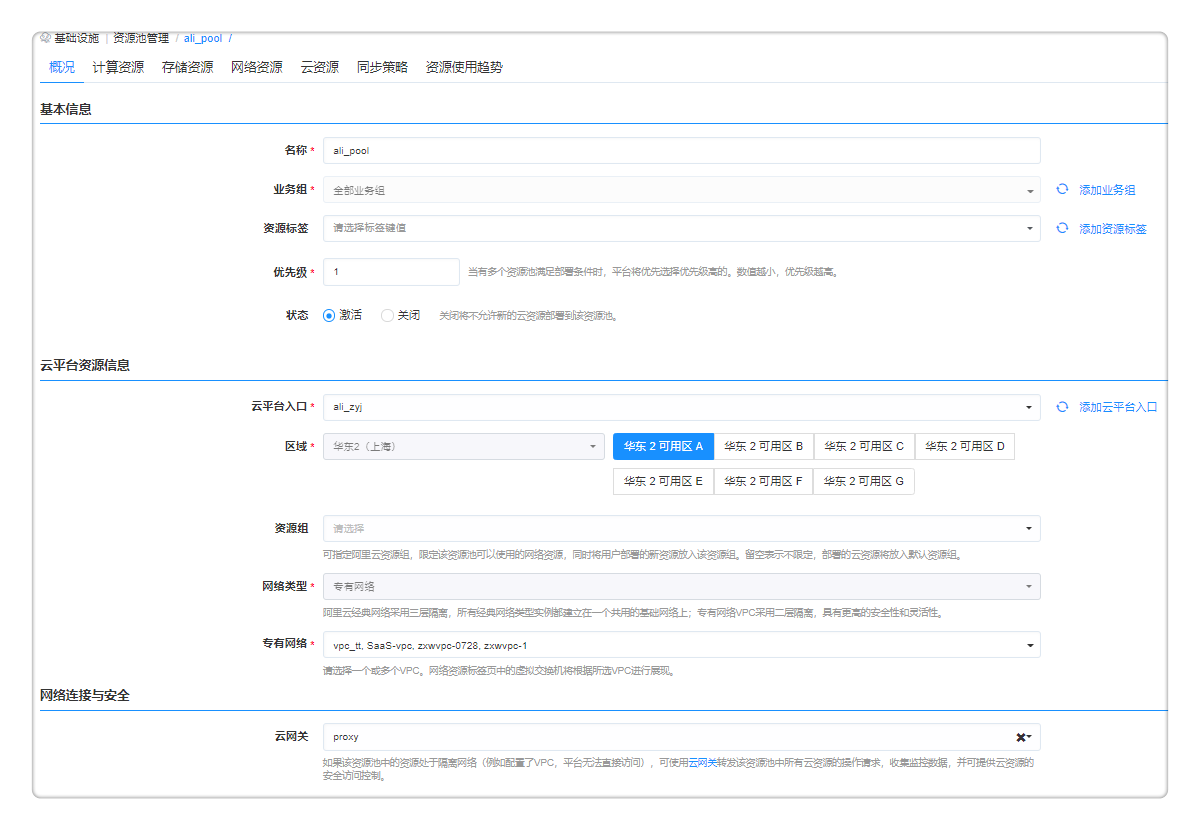 基础设施 | 资源池管理 / ali_pool /
概况 计算资源 存储资源 网络资源 云资源 同步策略 资源使用趋势
基本信息
名称 * ali_pool
业务组 * 全部业务组 添加业务组
资源标签 请选择标签键值 添加资源标签
优先级 * 1 当有多个资源池满足部署条件时，平台将优先选择优先级高的。数值越小，优先级越高。
状态 激活 关闭 关闭将不允许新的云资源部署到该资源池。
云平台资源信息
云平台入口 * ali_zyj 添加云平台入口
区域 * 华东2（上海） 华东 2 可用区 A 华东 2 可用区 B 华东 2 可用区 C 华东 2 可用区 D
华东 2 可用区 E 华东 2 可用区 F 华东 2 可用区 G
资源组 请选择
可指定阿里云资源组，限定该资源池可以使用的网络资源，同时将用户部署的新资源放入该资源组。留空表示不限定，部署的云资源将放入默认资源组。
网络类型 * 专有网络
阿里云经典网络采用三层隔离，所有经典网络类型实例都建立在一个共用的基础网络上；专有网络VPC采用二层隔离，具有更高的安全性和灵活性。
专有网络 * vpc_tt, SaaS-vpc, zxwvpc-0728, zxwvpc-1
请选择一个或多个VPC。网络资源标签页中的虚拟交换机将根据所选VPC进行展现。
网络连接与安全
云网关 proxy
如果该资源池中的资源处于隔离网络（例如配置了VPC，平台无法直接访问），可使用云网关转发该资源池中所有云资源的操作请求，收集监控数据，并可提供云资源的
安全访问控制。